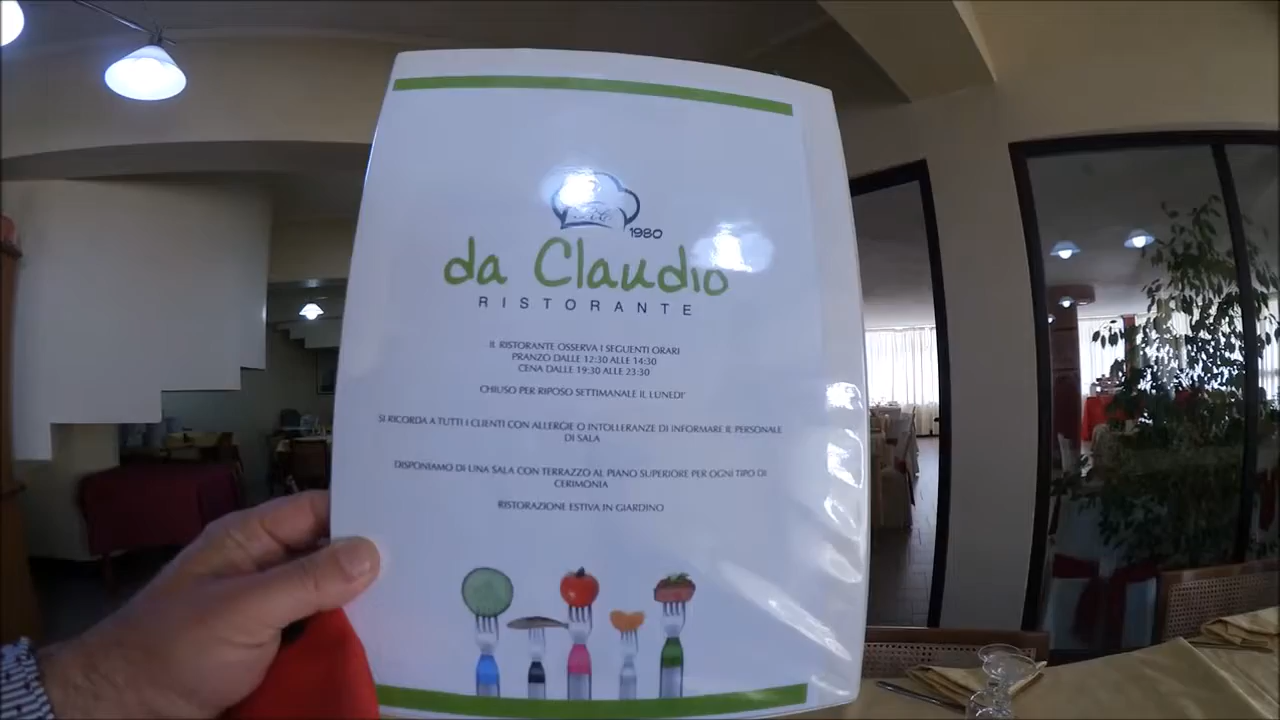 1980
da Claudio
RISTORANTE
IL RISTORANTE OSSERVA I SEGUENTI ORARI
PRANZO DALLE 12:30 ALLE 14:30
CENA DALLE 19:30 ALLE 23:30
CHIUSO PER RIPOSO SETTIMANALE IL LUNEDI'
SI RICORDA A TUTTI I CLIENTI CON ALLERGIE O INTOLLERANZE DI INFORMARE IL PERSONALE
DI SALA
DISPONIAMO DI UNA SALA CON TERRAZZO AL PIANO SUPERIORE PER OGNI TIPO DI
CERIMONIA
RISTORAZIONE ESTIVA IN GIARDINO